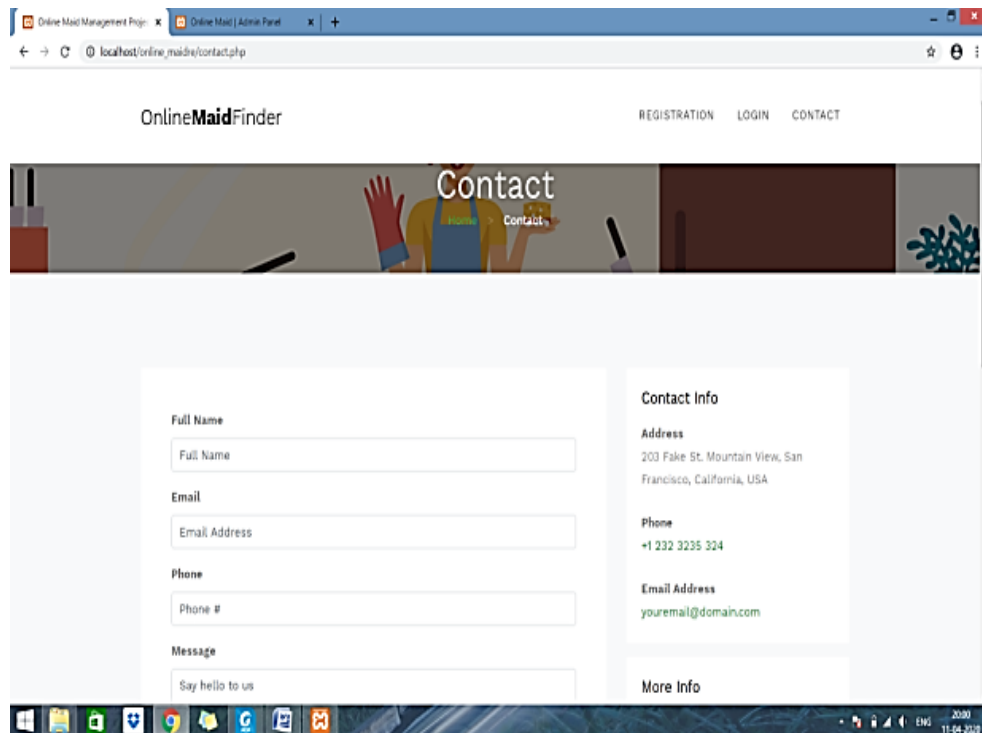 Online Maid Management Proje
Online Maid | Admin Panel
localhost/online_maidre/contact.php
OnlineMaidFinder
REGISTRATION LOGIN CONTACT
Contact
Home > Contact
Full Name
Full Name
Email
Email Address
Phone
Phone #
Message
Say hello to us
Contact Info
Address
203 Fake St. Mountain View, San
Francisco, California, USA
Phone
+1 232 3235 324
Email Address
youremail@domain.com
More Info
ENG
20:00
11-04-2020